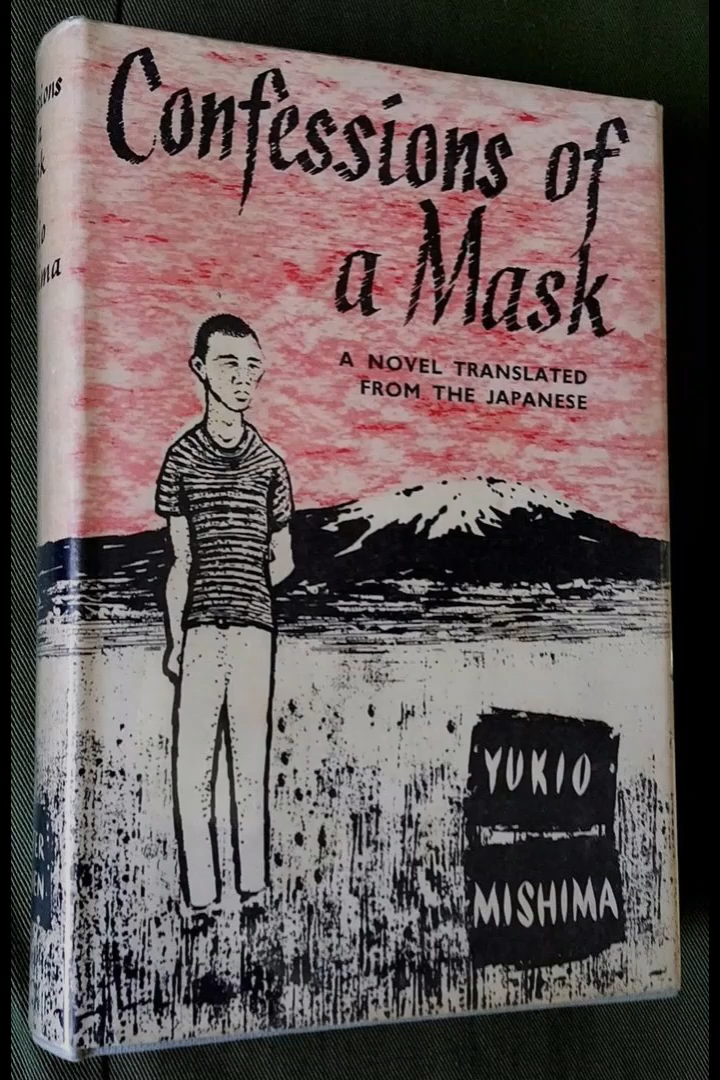 Confessions of
a Mask
A NOVEL TRANSLATED
FROM THE JAPANESE
YUKIO
MISHIMA